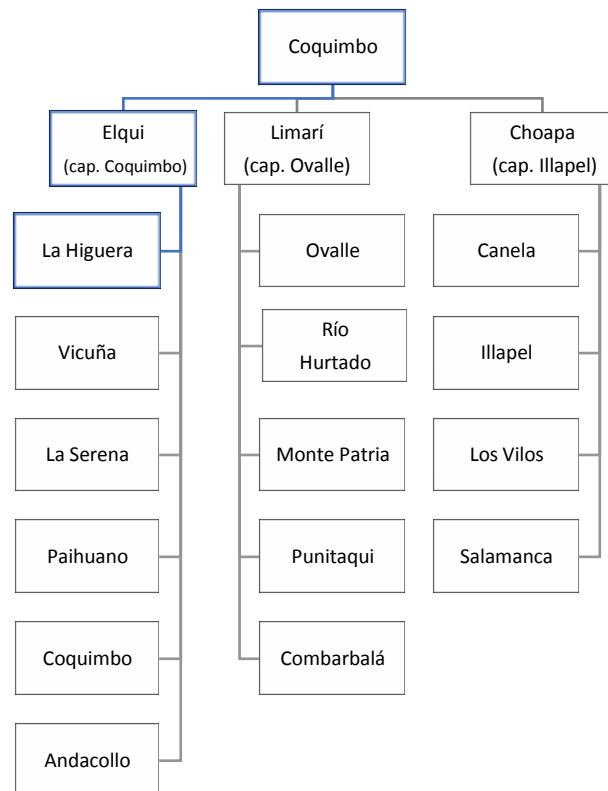 Coquimbo
Elqui
(cap. Coquimbo)
Limarí
(cap. Ovalle)
Choapa
(cap. Illapel)
La Higuera
Ovalle
Canela
Vicuña
Río
Hurtado
Illapel
La Serena
Monte Patria
Los Vilos
Paihuano
Punitaqui
Salamanca
Coquimbo
Combarbalá
Andacollo